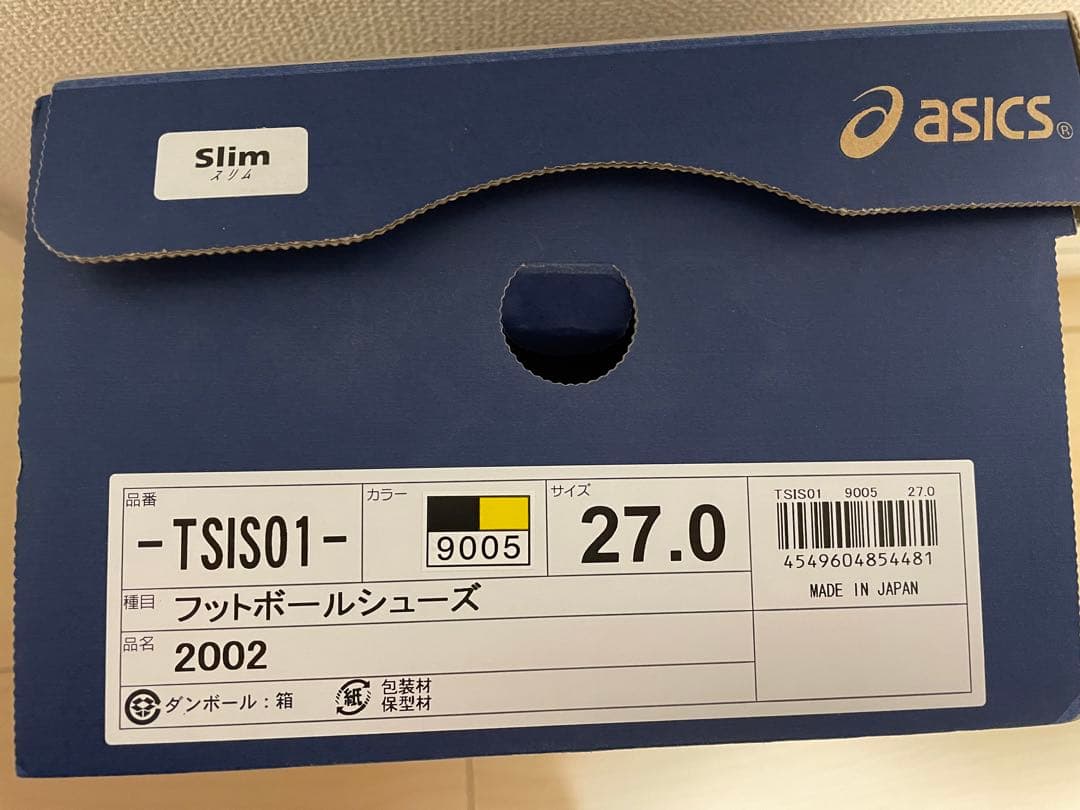 asics®
Slim
スリム
品番
-TSIS01-
カラー
9005
サイズ
27.0
TSIS01 9005 27.0
4549604854481
MADE IN JAPAN
種目
フットボールシューズ
品名
2002
ダンボール：箱
紙
包装材
保型材